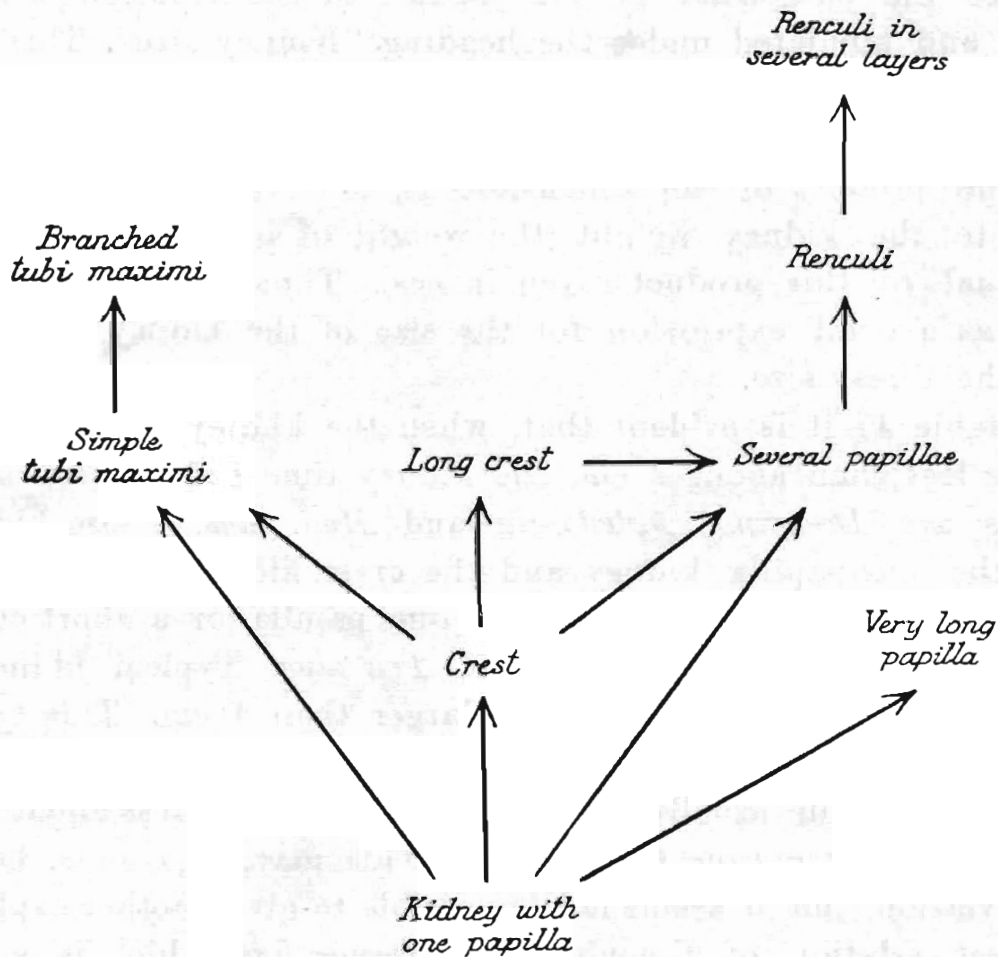 Renculi in
several layers
Branched
tubi maximi
Renculi
Simple
tubi maximi
Long crest
Several papillae
Crest
Very long
papilla
Kidney with
one papilla